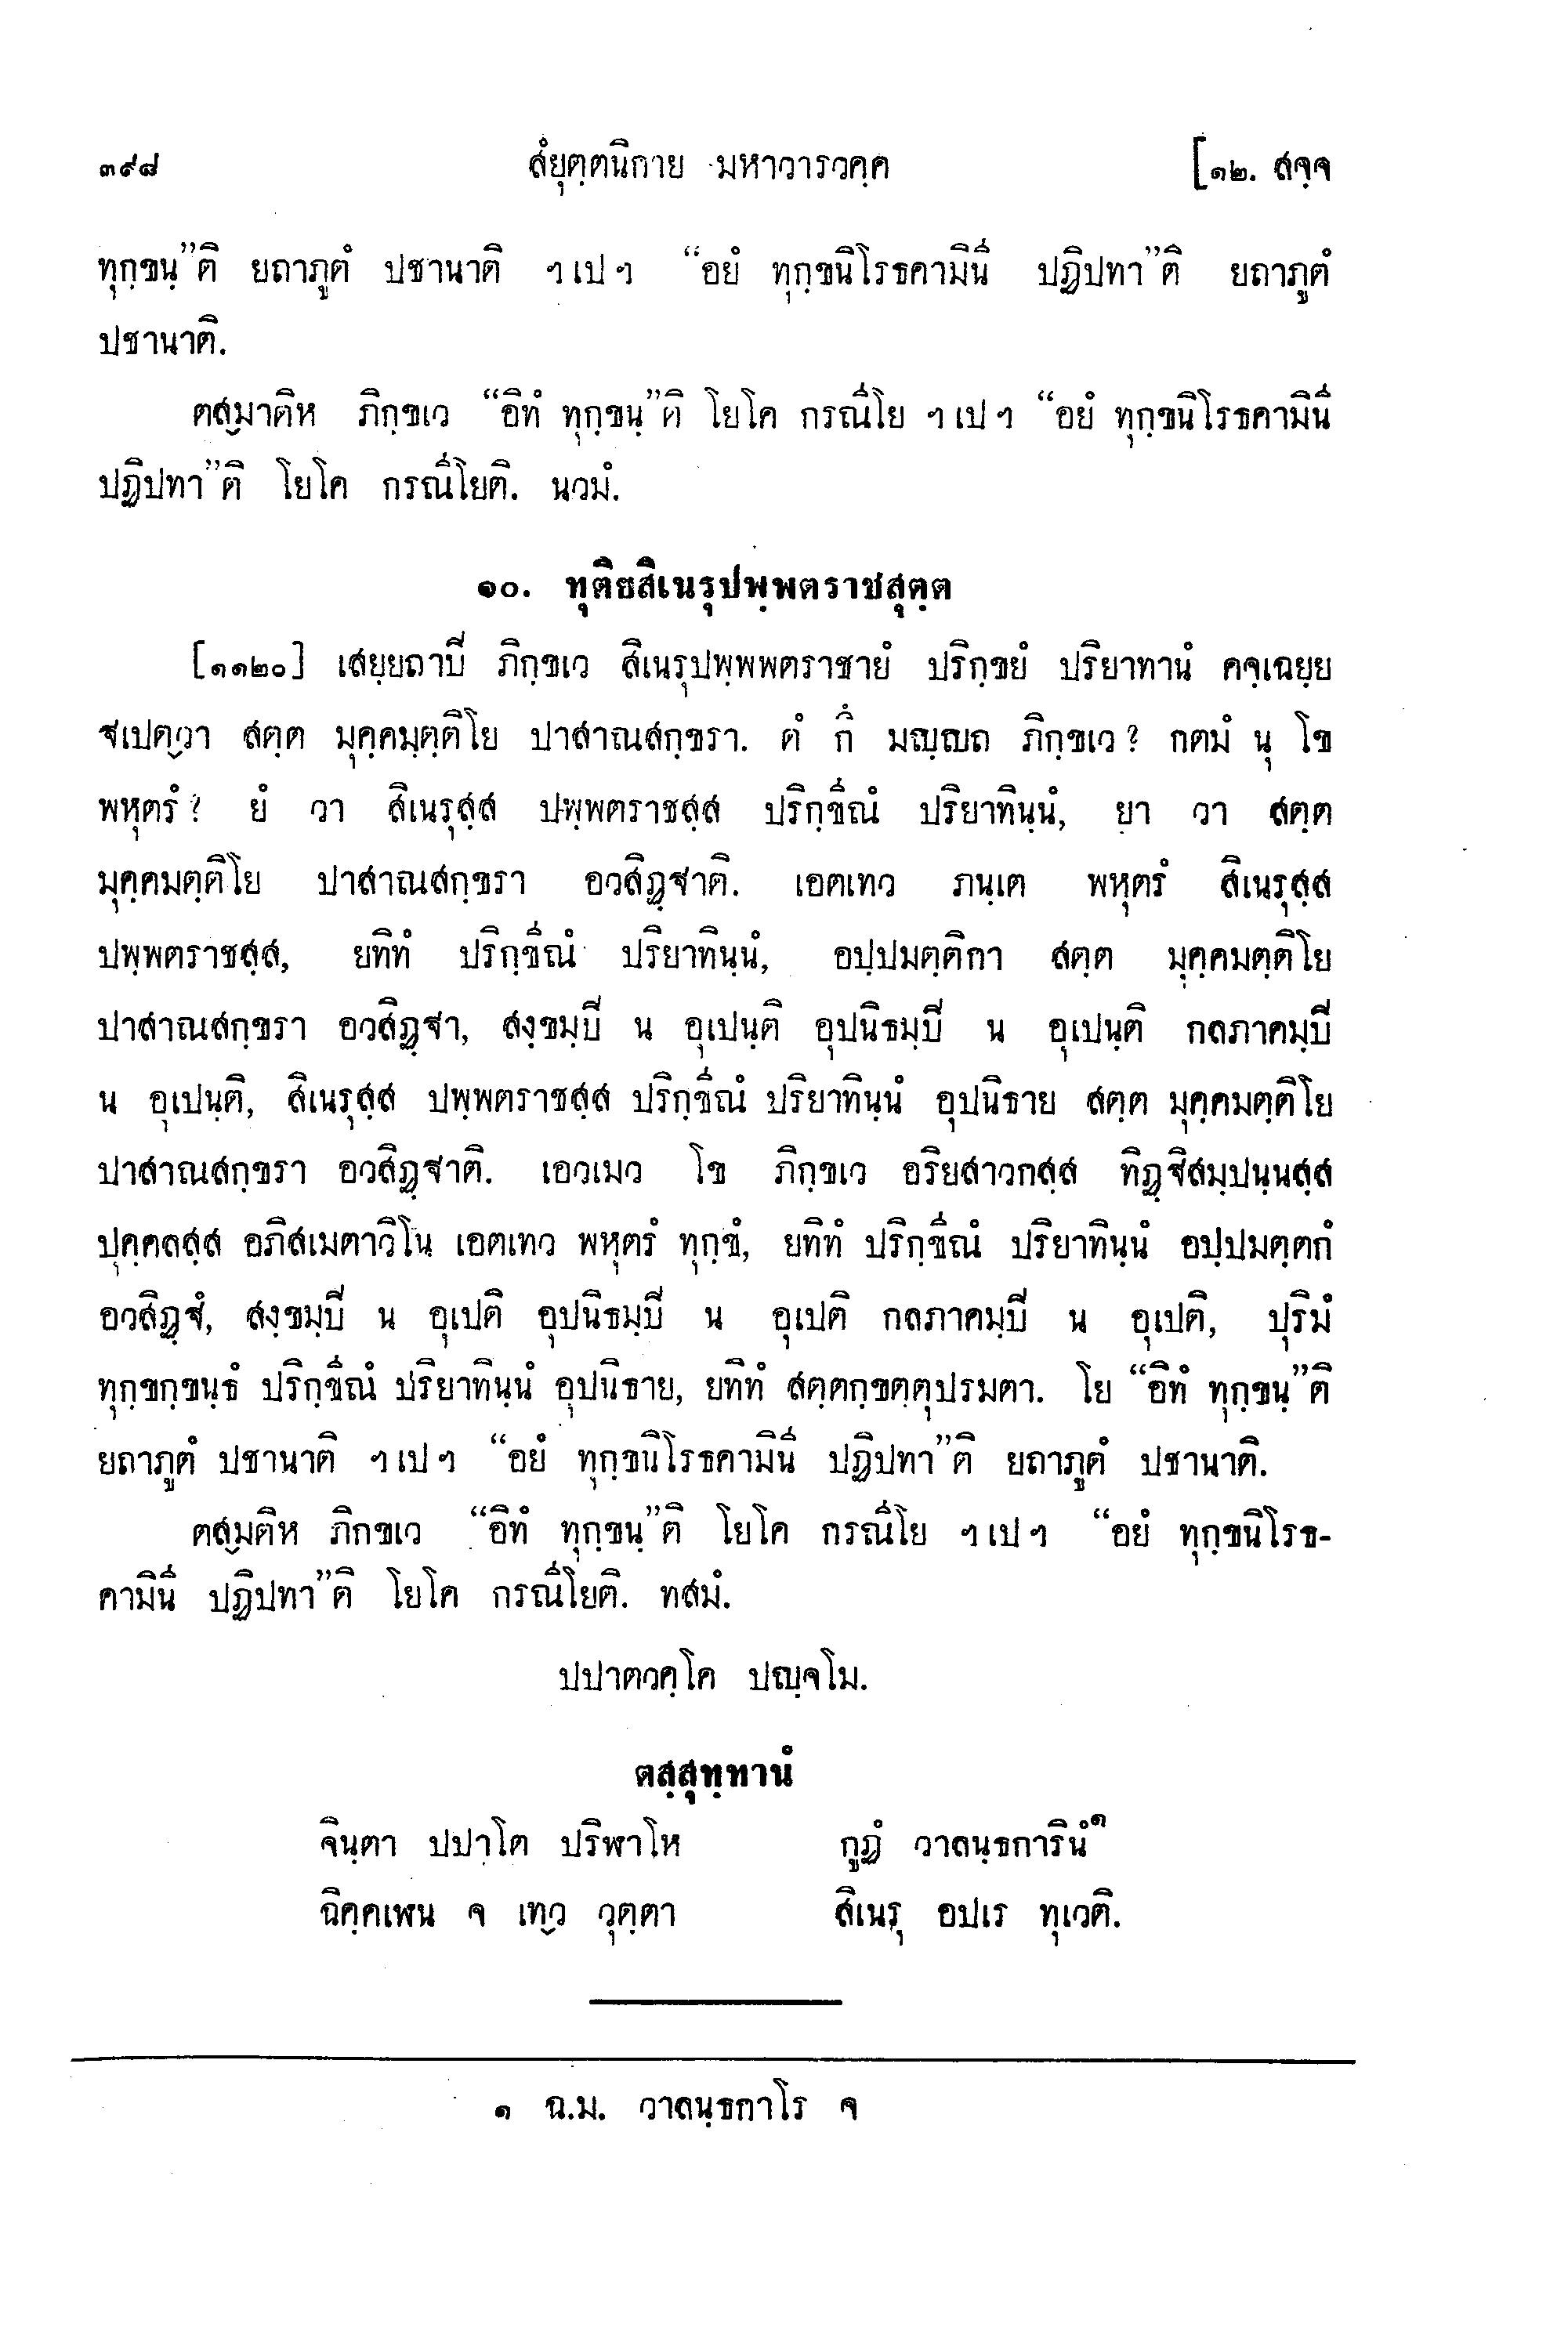 ๓๙๘ สํยุตฺตนิกาย มหาวารวคฺค [๑๒. สจฺจ
ทุกฺขนฺ”ติ ยถาภูตํ ปชานาติ ฯ เป ฯ “อยํ ทุกฺขนิโรธคามินี ปฏิปทา”ติ ยถาภูตํ
ปชานาติ.
ตสฺมาติห ภิกฺขเว “อิทํ ทุกฺขนฺ”ติ โยโค กรณีโย ฯ เป ฯ “อยํ ทุกฺขนิโรธคามินี
ปฏิปทา”ติ โยโค กรณีโยติ. นวมํ.
๑๐. ทุติยสิเนรุปพฺพตราชสุตฺต
[๑๑๒๐] เสยฺยถาปี ภิกฺขเว สิเนรุปพฺพพตราชายํ ปริกฺขยํ ปริยาทานํ คจฺเฉยฺย
ฐเปตฺวา สตฺต มุคฺคมฺตฺติโย ปาสาณสกฺขรา. ตํ กึ มญฺญถ ภิกฺขเว? กตมํ นุ โข
พหุตรํ? ยํ วา สิเนรุสฺส ปพฺพตราชสฺส ปริกฺขีณํ ปริยาทินฺนํ, ยา วา สตฺต
มุคฺคมตฺติโย ปาสาณสกฺขรา อวสิฏฺฐาติ. เอตเทว ภนฺเต พหุตรํ สิเนรุสฺส
ปพฺพตราชสฺส, ยทิทํ ปริกฺขีณํ ปริยาทินฺนํ, อปฺปมตฺติกา สตฺต มุคฺคมตฺติโย
ปาสาณสกฺขรา อวสิฏฺฐา, สงฺขมฺปี น อุเปนฺติ อุปนิธมฺปี น อุเปนฺติ กลภาคมฺปี
น อุเปนฺติ, สิเนรุสฺส ปพฺพตราชสฺส ปริกฺขีณํ ปริยาทินฺนํ อุปนิธาย สตฺต มุคฺคมตฺติโย
ปาสาณสกฺขรา อวสิฏฺฐาติ. เอวเมว โข ภิกฺขเว อริยสาวกสฺส ทิฏฺฐิสมฺปนฺนสฺส
ปุคฺคลสฺส อภิสเมตาวิโน เอตเทว พหุตรํ ทุกฺขํ, ยทิทํ ปริกฺขีณํ ปริยาทินฺนํ อปฺปมตฺตกํ
อวสิฏฺฐํ, สงฺขมฺปี น อุเปติ อุปนิธมฺปี น อุเปติ กลภาคมฺปี น อุเปติ, ปุริมํ
ทุกฺขกฺขนฺธํ ปริกฺขีณํ ปริยาทินฺนํ อุปนิธาย, ยทิทํ สตฺตกฺขตฺตุปรมตา. โย “อิทํ ทุกฺขนฺ”ติ
ยถาภูตํ ปชานาติ ฯ เป ฯ “อยํ ทุกฺขนิโรธคามินี ปฏิปทา”ติ ยถาภูตํ ปชานาติ.
ตสฺมติห ภิกขเว “อิทํ ทุกฺขนฺ”ติ โยโค กรณีโย ฯ เป ฯ “อยํ ทุกฺขนิโรธ-
คามินี ปฏิปทา”ติ โยโค กรณีโยติ. ทสมํ.
ปปาตวคฺโค ปญฺจโม.
ตสฺสุทฺทานํ
จินฺตา ปปาโต ปริฬาโห กูฏํ วาลนฺธการินํ๑
ฉิคฺคเฬน จ เทฺว วุตฺตา สิเนรุ อปเร ทุเวติ.
๑ ฉ.ม. วาลนฺธกาโร จ